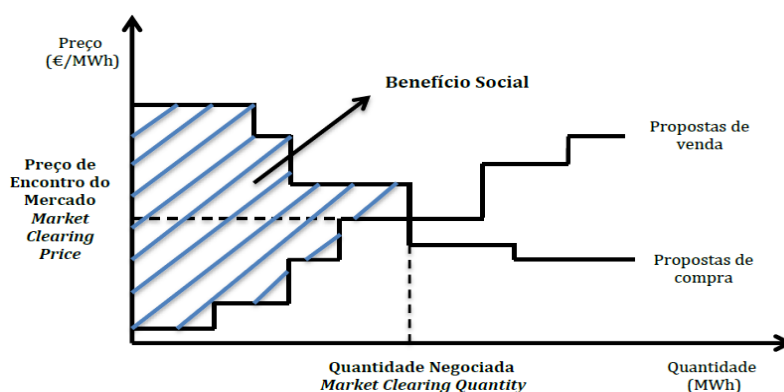 Preço
(€/MWh)
Benefício Social
Propostas de
venda
Preço de
Encontro do
Mercado
Market
Clearing
Price
Propostas de
compra
Quantidade Negociada
Market Clearing Quantity
Quantidade
(MWh)